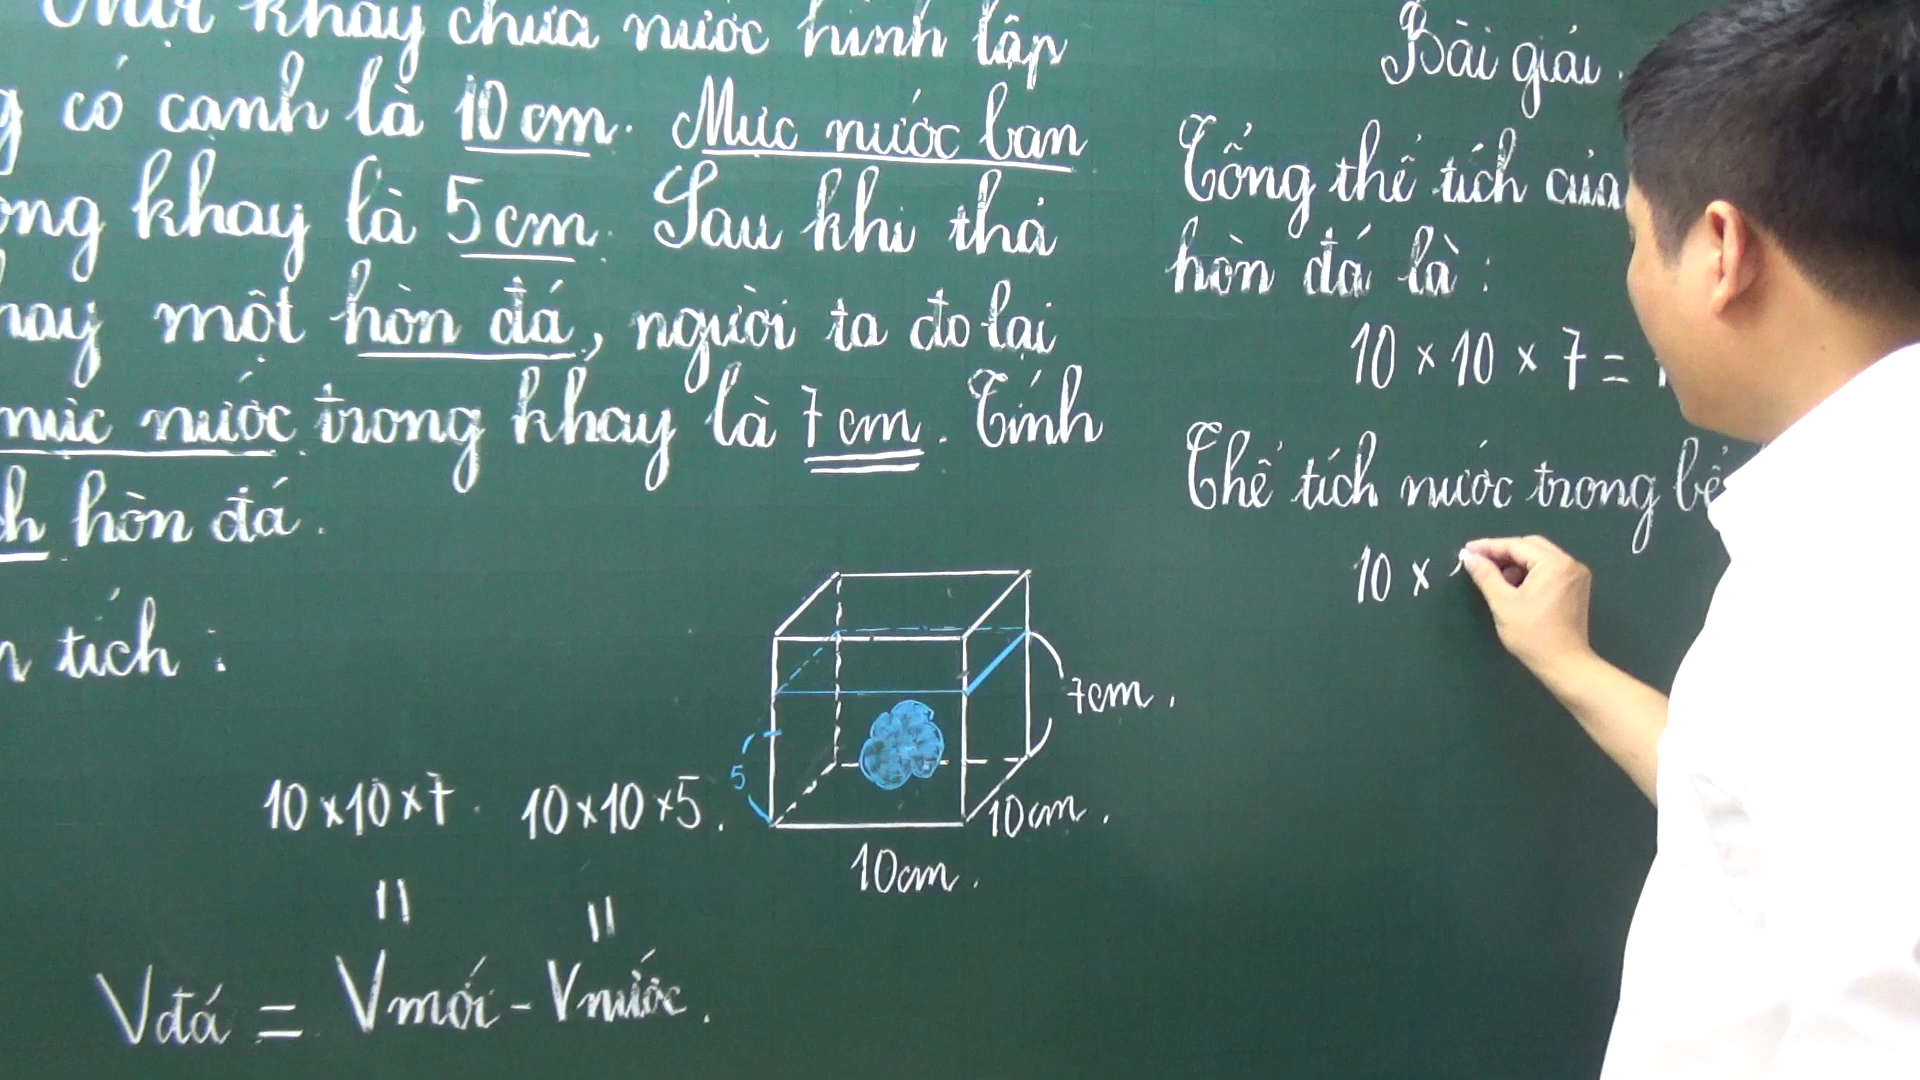 khay chứa nước hình lập
có cạnh là 10 cm. Mực nước ban
khay là 5 cm. Sau khi thả
một hòn đá, người ta đo lại
mức nước trong khay là 7 cm. Tính
hòn đá.
tích :
10 x 10 x 7 . 10 x 10 x 5 .
= =
Vđá = Vmới - Vnước .
5
7cm .
10cm .
10cm .
Bài giải .
Tổng thể tích của
hòn đá là :
10 x 10 x 7 =
Thể tích nước trong bể
10 x